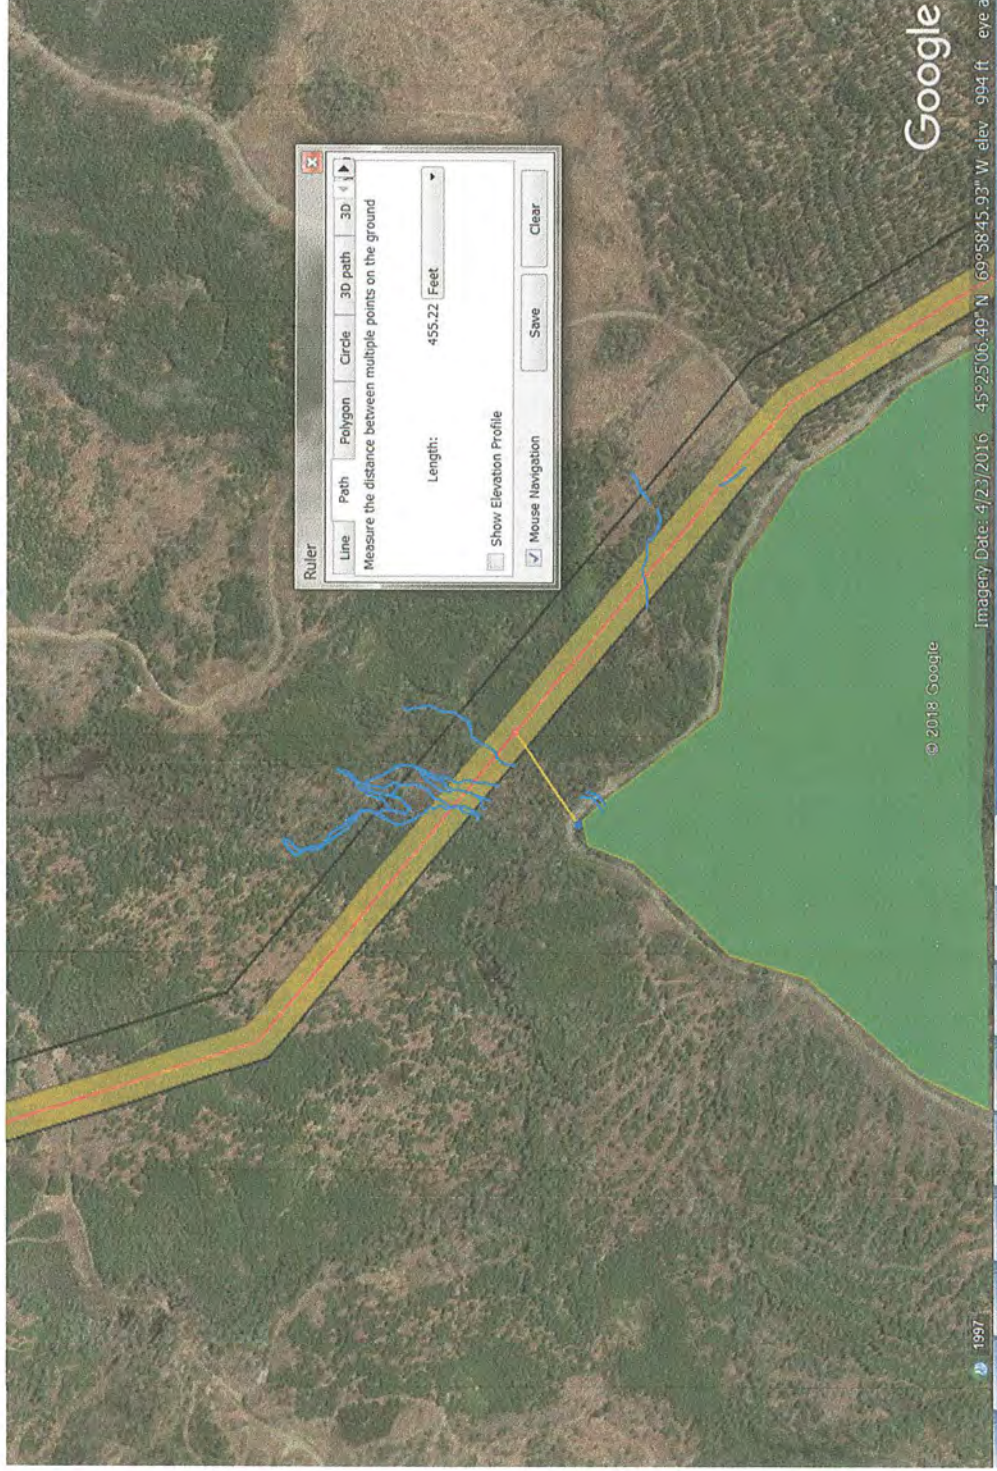 Ruler
Line Path Polygon Circle 3D path 3D
Measure the distance between multiple points on the ground
Length: 455.22 Feet
Show Elevation Profile
Mouse Navigation Save Clear
© 2018 Google
Google
1997
Imagery Date: 4/23/2016 45°25'06.49" N 69°58'45.93" W elev 994 ft eye a